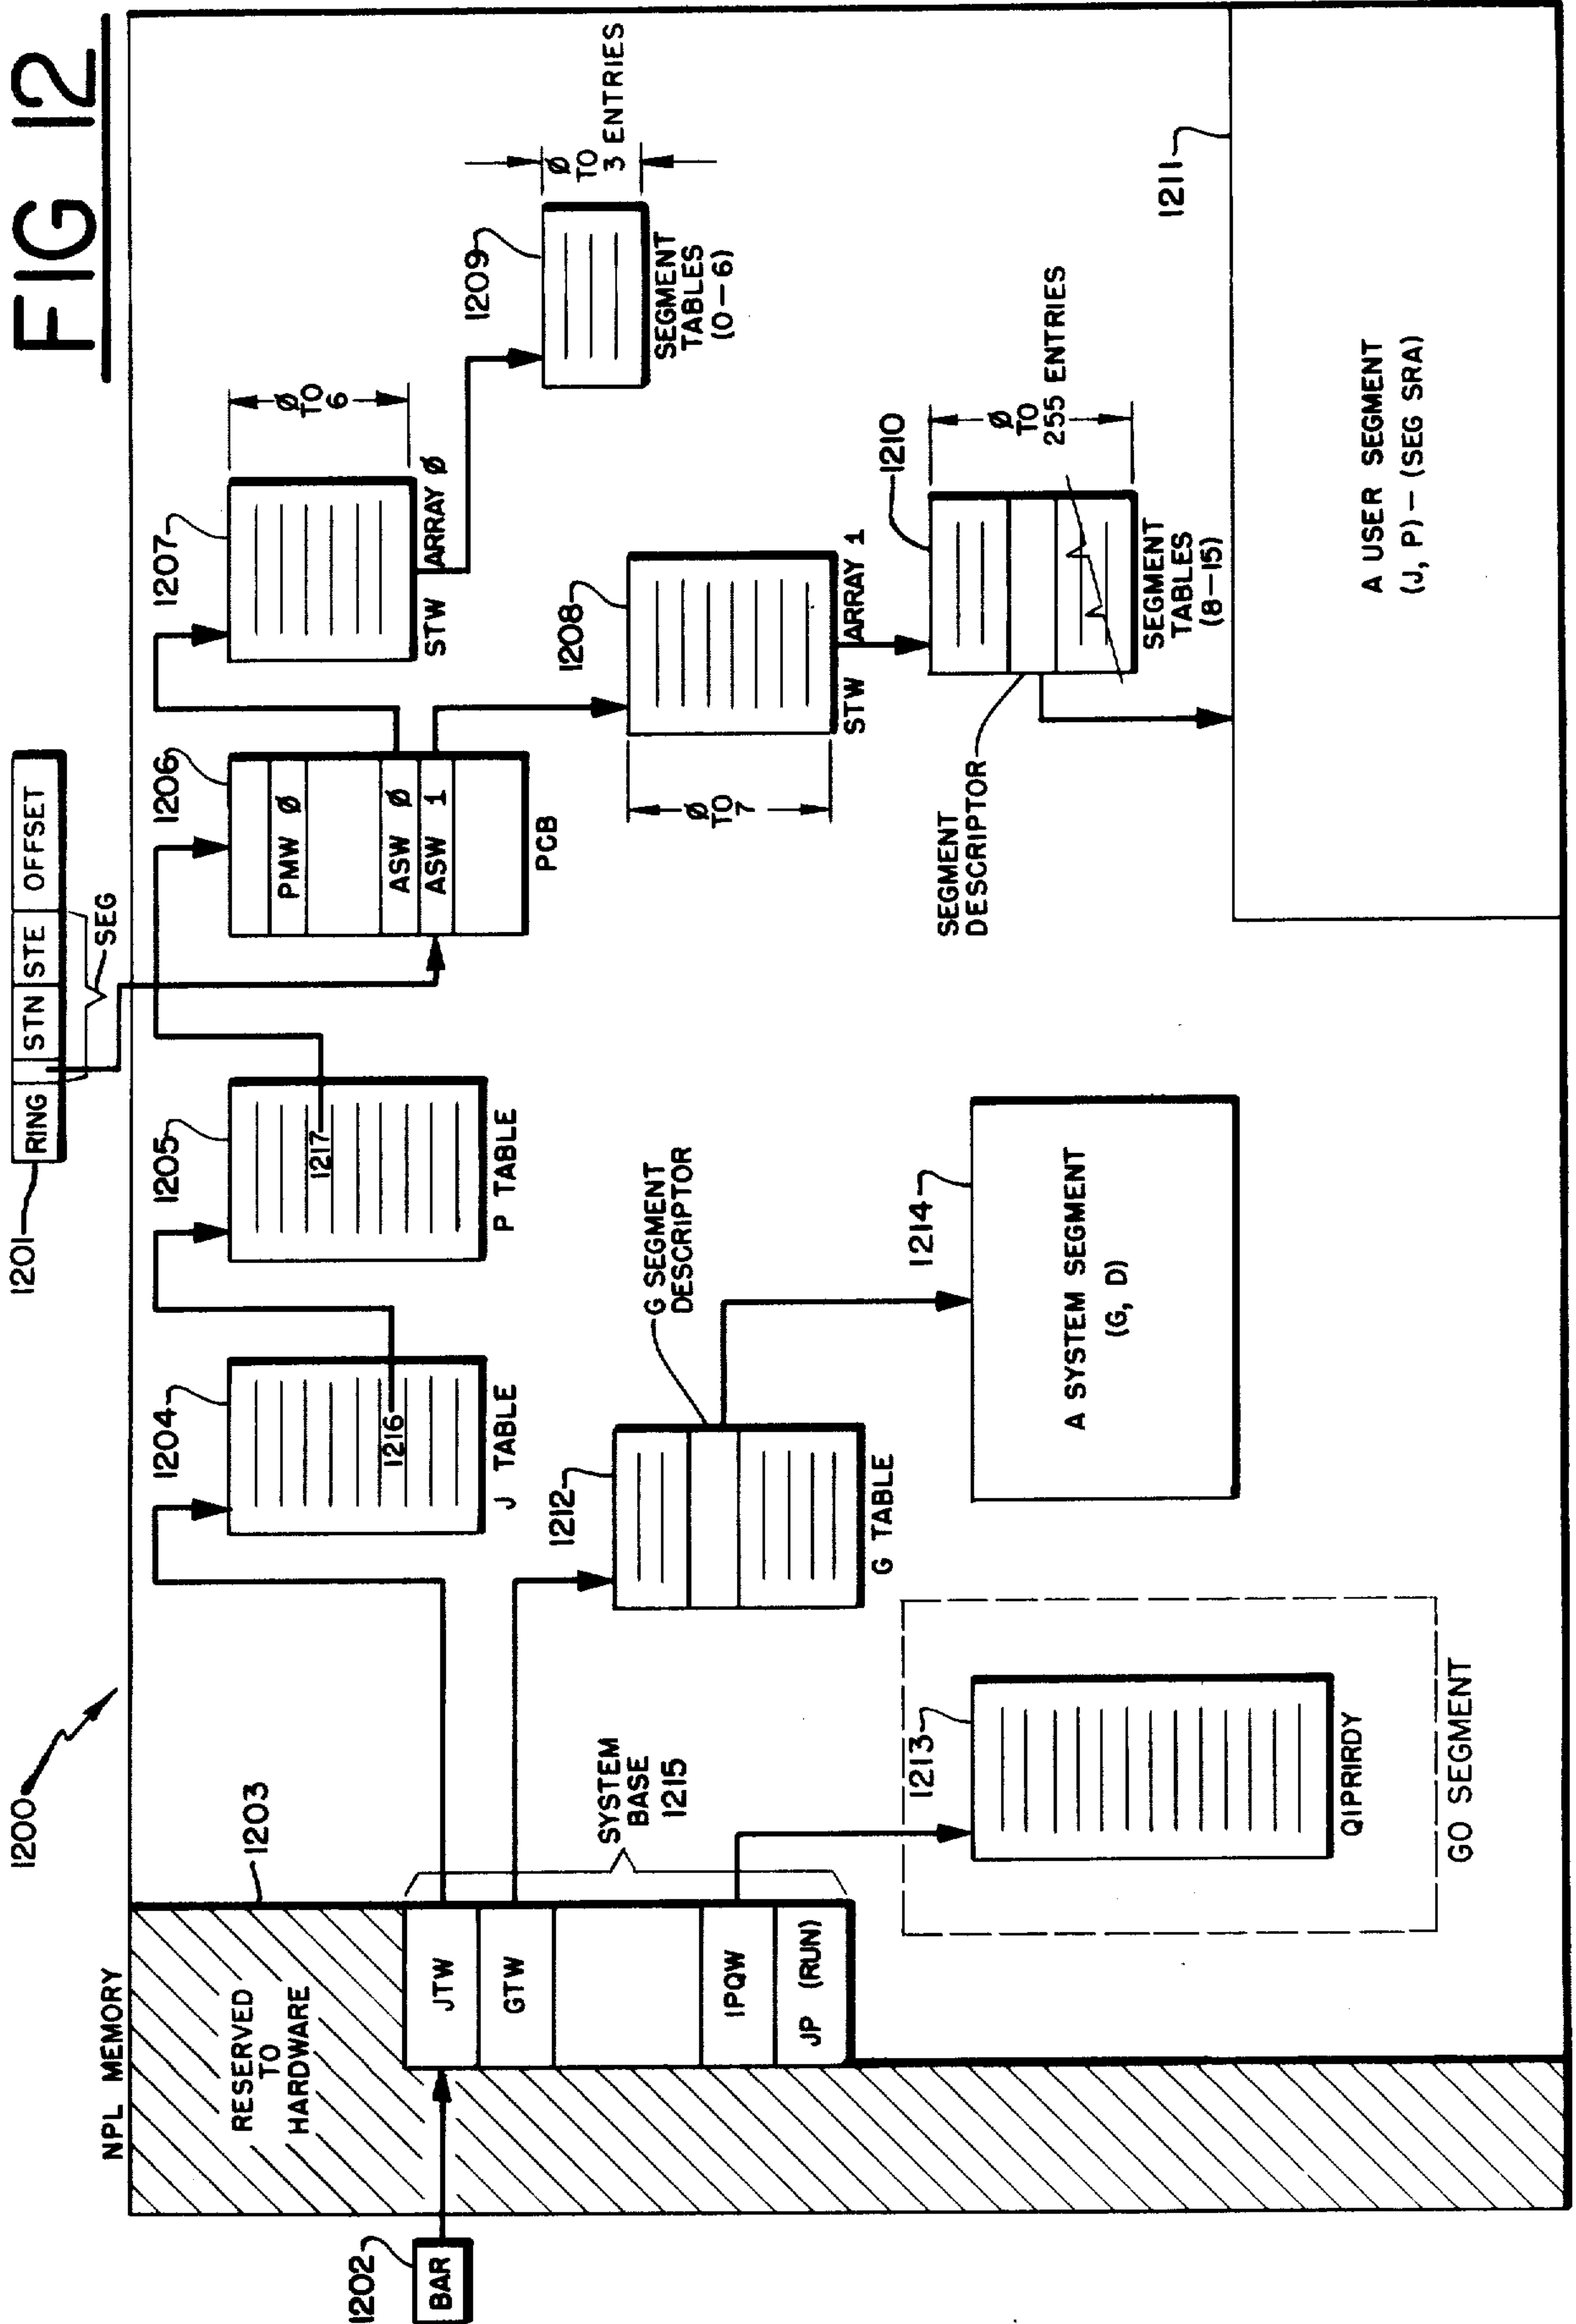 FIG 12
1200
NPL MEMORY
1201
RING
STN
STE
OFFSET
SEG
1202
BAR
1203
RESERVED
TO
HARDWARE
JTW
GTW
IPQW
JP (RUN)
SYSTEM
BASE
1215
1204
1216
J TABLE
1205
1217
P TABLE
1206
PMW Ø
ASW Ø
ASW 1
PCB
1207
Ø
TO
6
STW ARRAY Ø
1209
Ø
TO
3 ENTRIES
SEGMENT
TABLES
(0-6)
1208
Ø
TO
7
STW ARRAY 1
1210
Ø
TO
255 ENTRIES
SEGMENT
TABLES
(8-15)
SEGMENT
DESCRIPTOR
1212
G TABLE
G SEGMENT
DESCRIPTOR
1213
QIPRIRDY
GO SEGMENT
1214
A SYSTEM SEGMENT
(G, D)
1211
A USER SEGMENT
(J, P) - (SEG SRA)